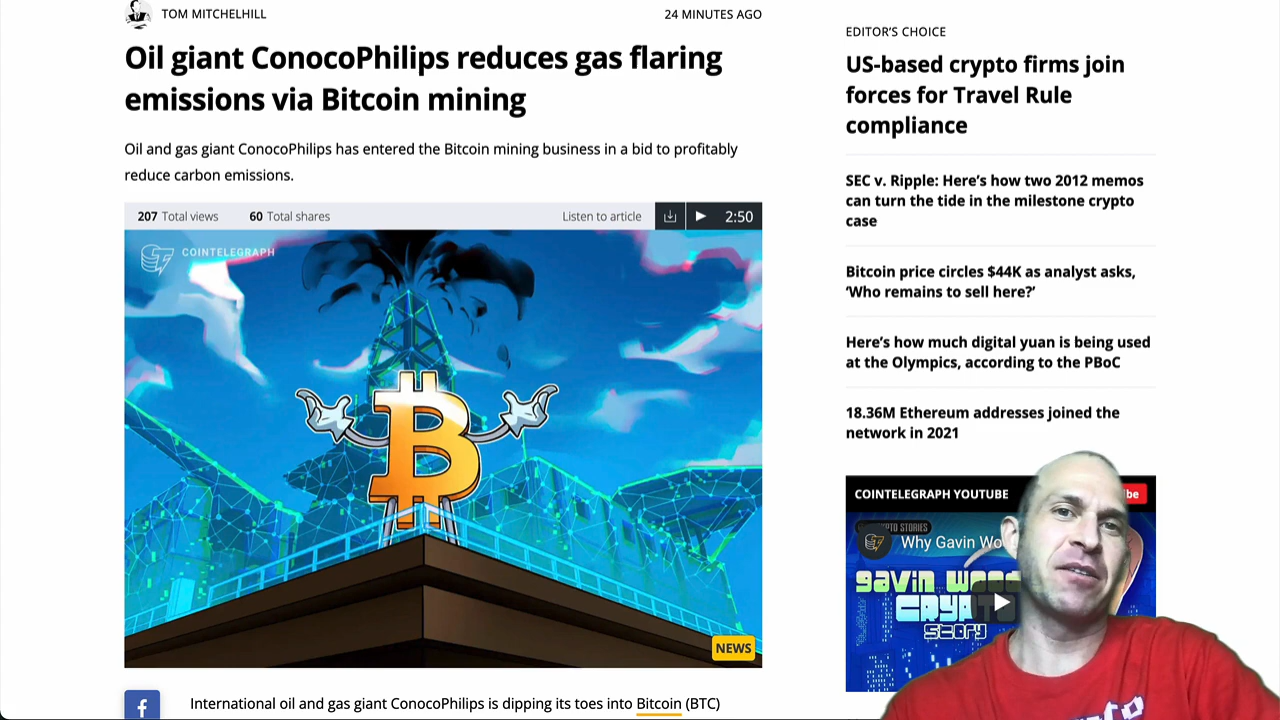 TOM MITCHELHILL
24 MINUTES AGO
Oil giant ConocoPhilips reduces gas flaring
emissions via Bitcoin mining
Oil and gas giant ConocoPhilips has entered the Bitcoin mining business in a bid to profitably
reduce carbon emissions.
207 Total views
60 Total shares
Listen to article
2:50
COINTELEGRAPH
NEWS
International oil and gas giant ConocoPhilips is dipping its toes into Bitcoin (BTC)
EDITOR'S CHOICE
US-based crypto firms join
forces for Travel Rule
compliance
SEC v. Ripple: Here's how two 2012 memos
can turn the tide in the milestone crypto
case
Bitcoin price circles $44K as analyst asks,
'Who remains to sell here?'
Here's how much digital yuan is being used
at the Olympics, according to the PBoC
18.36M Ethereum addresses joined the
network in 2021
COINTELEGRAPH YOUTUBE
STORIES
Why Gavin Wo
gavin wood
CRYPTO
story